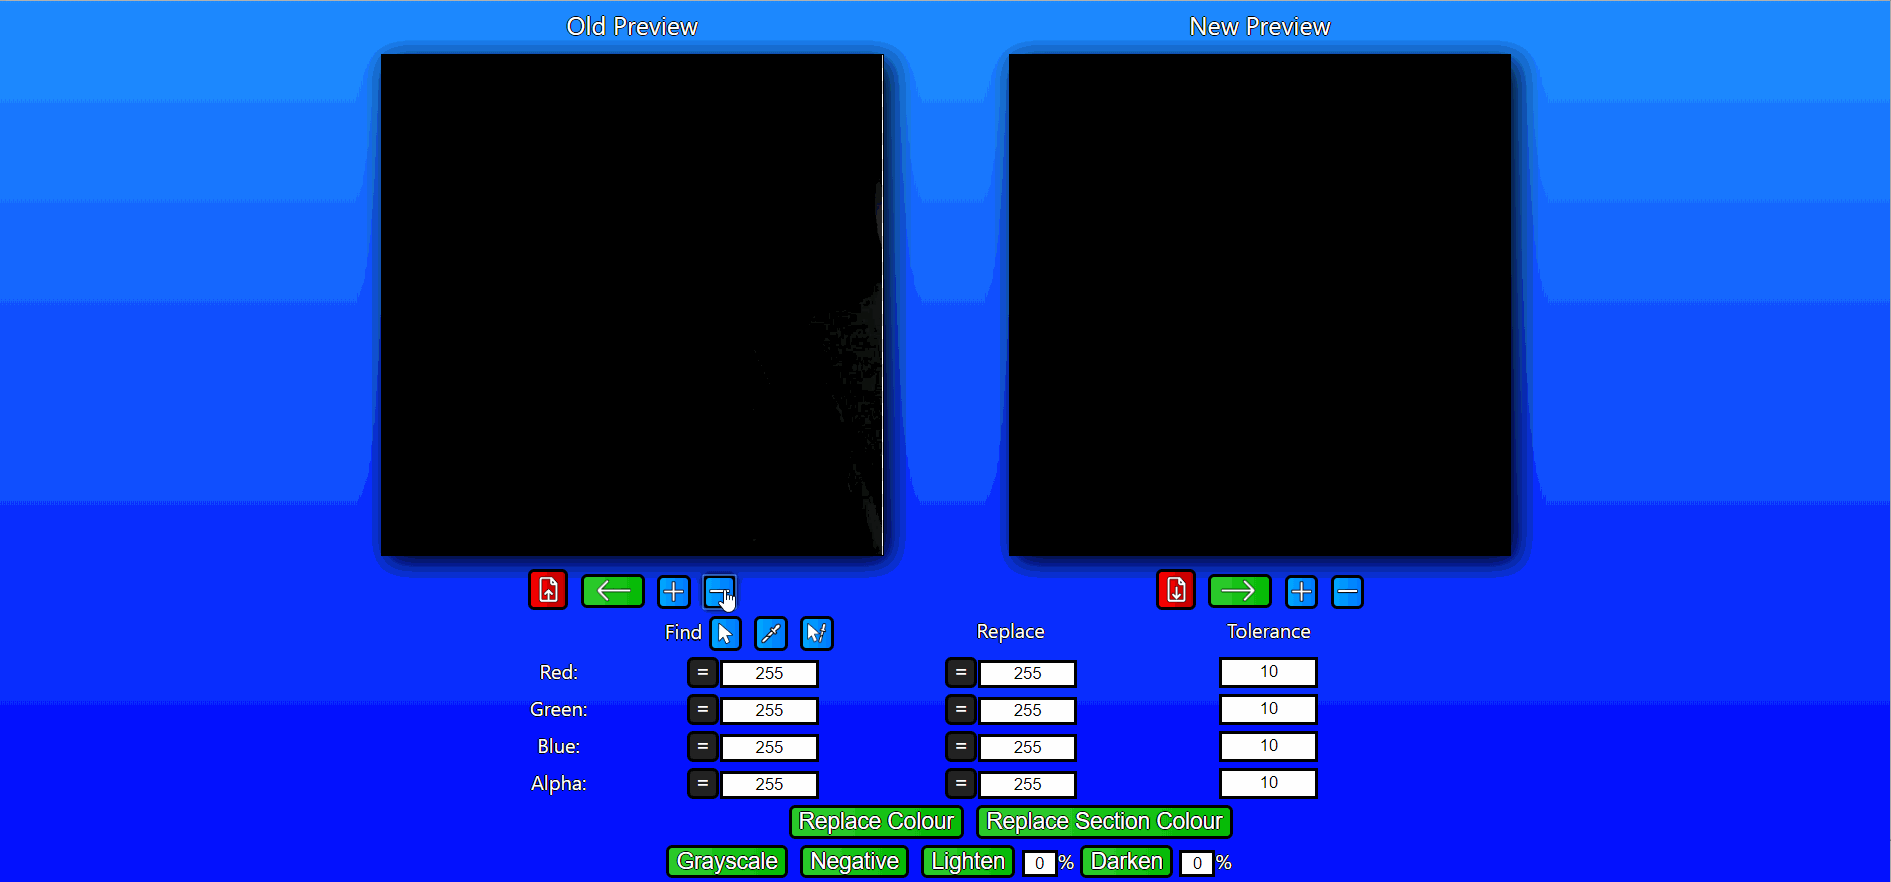 Old Preview New Preview
Find Replace Tolerance
Red: = 255 = 255 10
Green: = 255 = 255 10
Blue: = 255 = 255 10
Alpha: = 255 = 255 10
Replace Colour Replace Section Colour
Grayscale Negative Lighten 0 % Darken 0 %